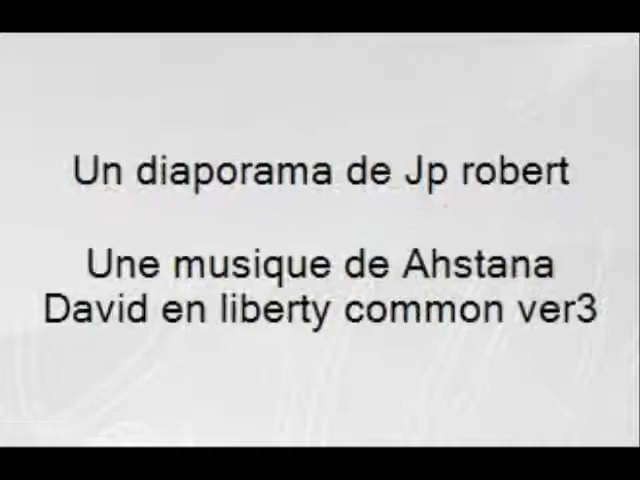 Un diaporama de Jp robert
Une musique de Ahstana
David en liberty common ver3